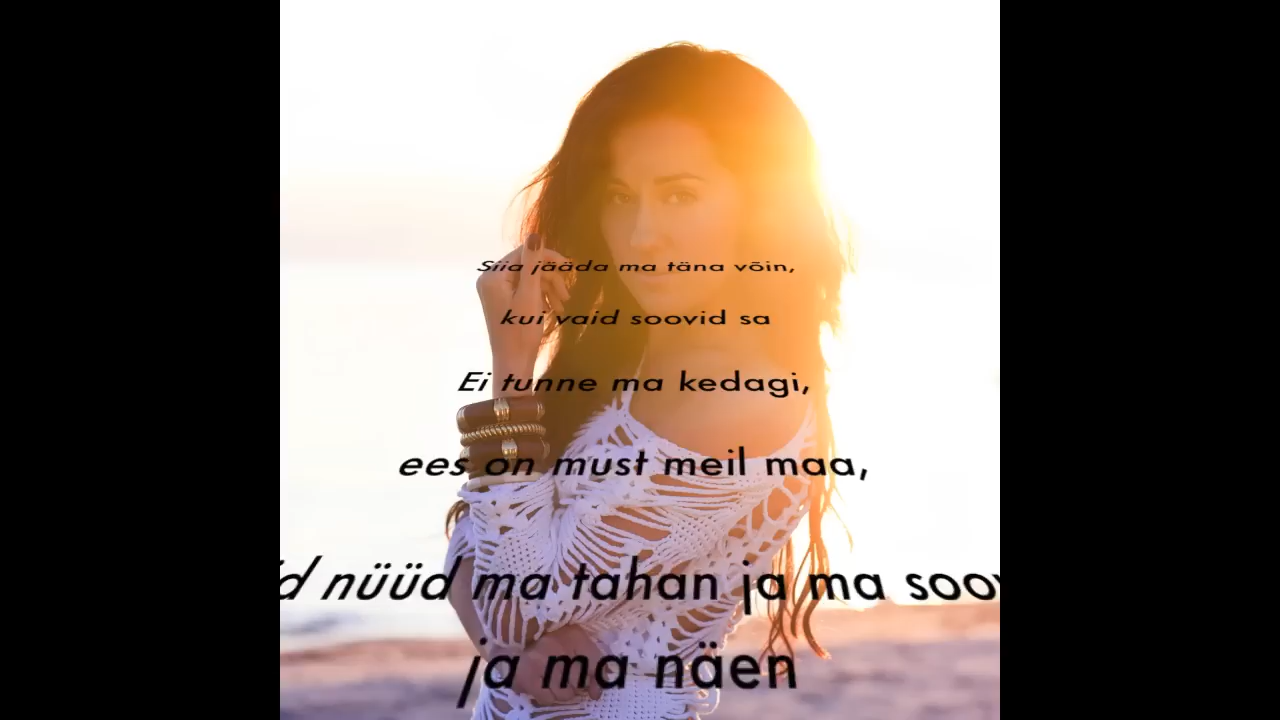 Siia jääda ma täna võin,
kui vaid soovid sa
Ei tunne ma kedagi,
ees on must meil maa,
nüüd ma tahan ja ma
ja ma näen